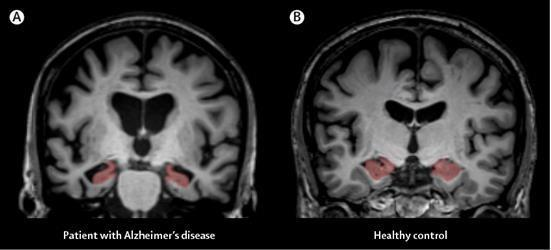 A
B
Patient with Alzheimer's disease
Healthy control